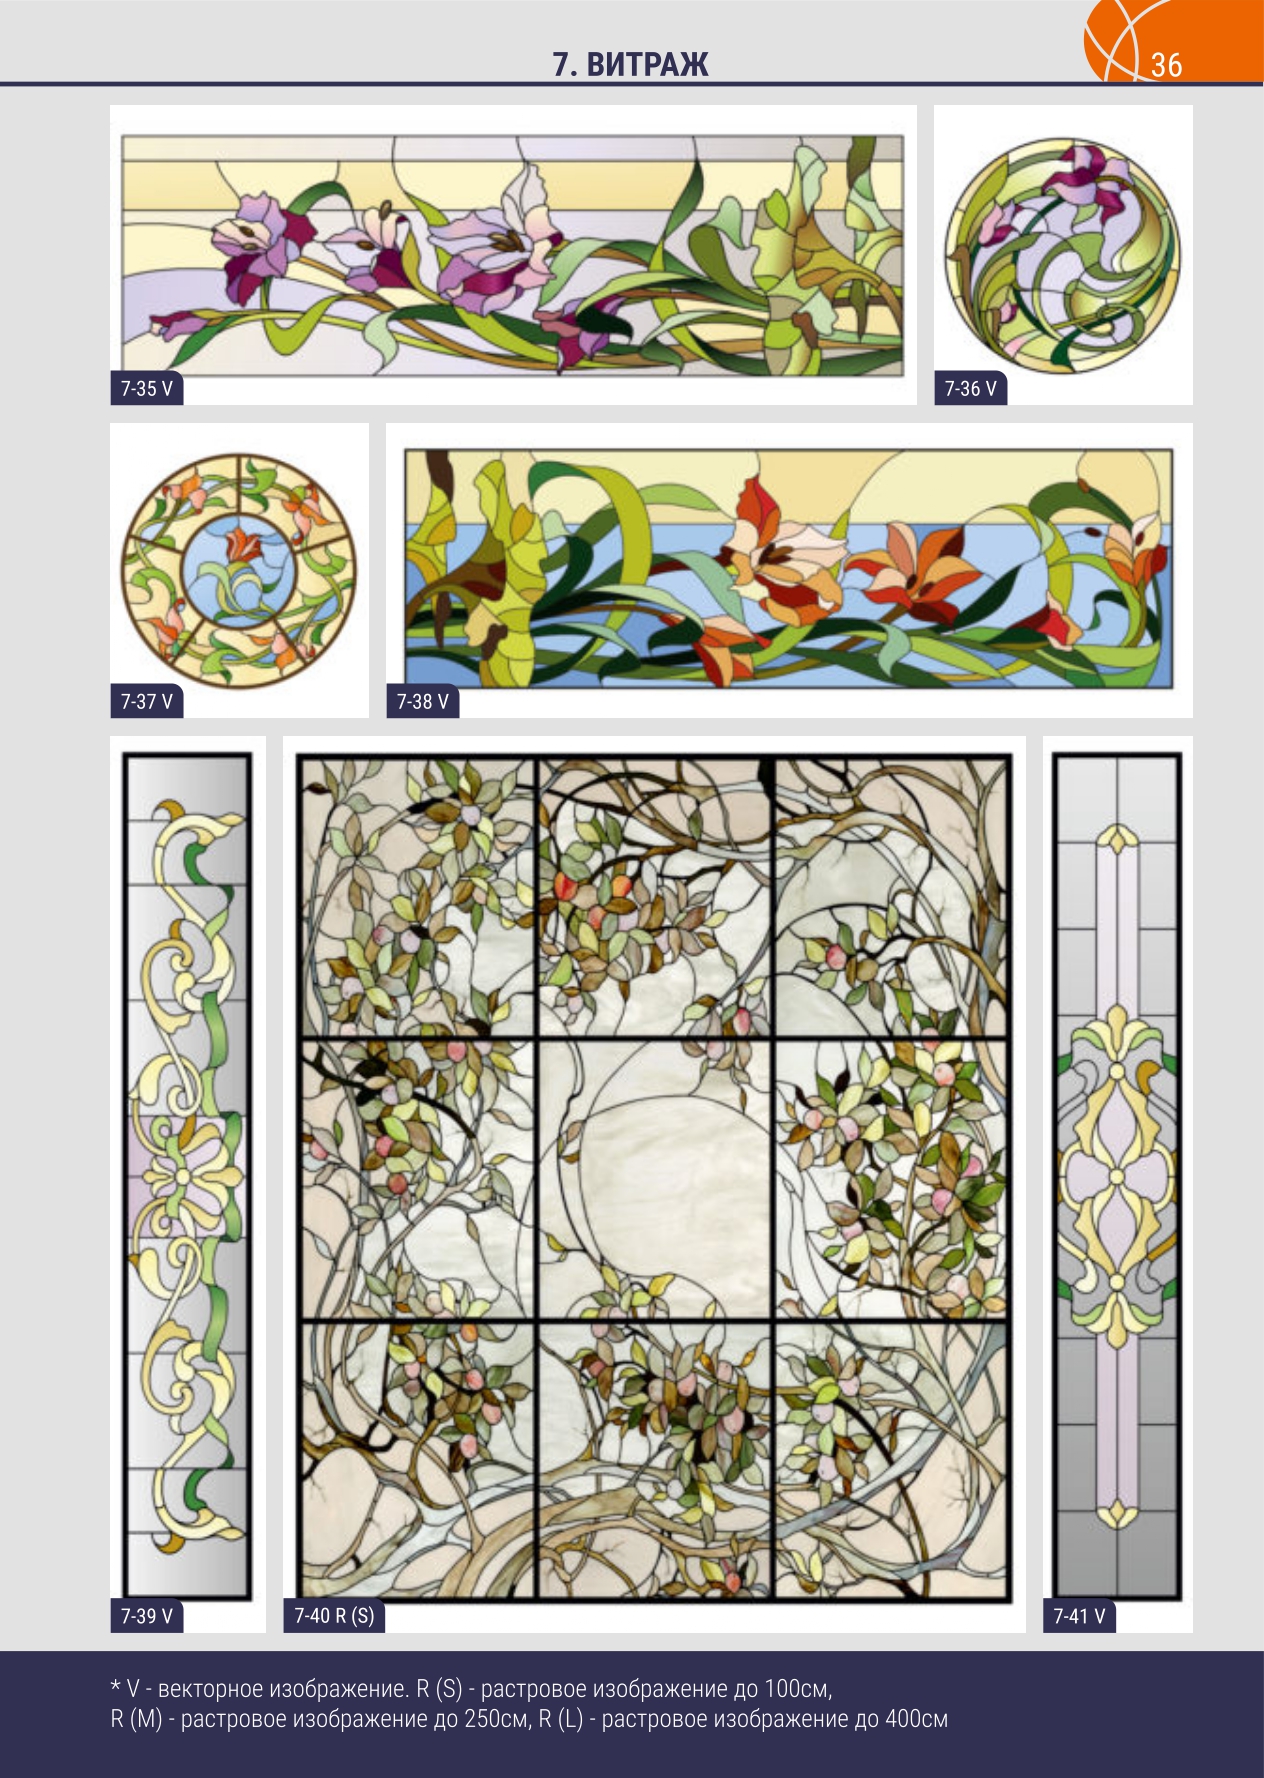 7. ВИТРАЖ
36
7-35 V
7-36 V
7-37 V
7-38 V
7-39 V
7-40 R (S)
7-41 V
* V - векторное изображение. R (S) - растровое изображение до 100см,
R (M) - растровое изображение до 250см, R (L) - растровое изображение до 400см